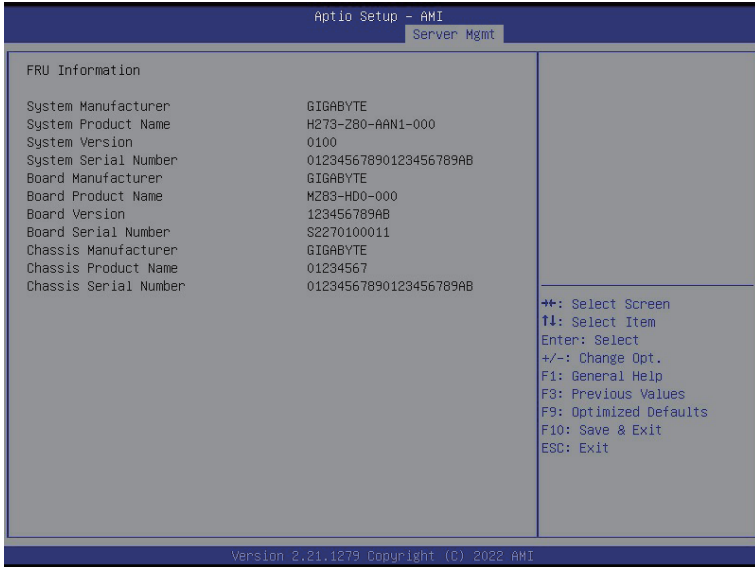 Aptio Setup – AMI
Server Mgmt
FRU Information
System Manufacturer GIGABYTE
System Product Name H273-Z80-AAN1-000
System Version 0100
System Serial Number 01234567890123456789AB
Board Manufacturer GIGABYTE
Board Product Name MZ83-HD0-000
Board Version 123456789AB
Board Serial Number S2270100011
Chassis Manufacturer GIGABYTE
Chassis Product Name 01234567
Chassis Serial Number 01234567890123456789AB
→←: Select Screen
↑↓: Select Item
Enter: Select
+/-: Change Opt.
F1: General Help
F3: Previous Values
F9: Optimized Defaults
F10: Save & Exit
ESC: Exit
Version 2.21.1279 Copyright (C) 2022 AMI